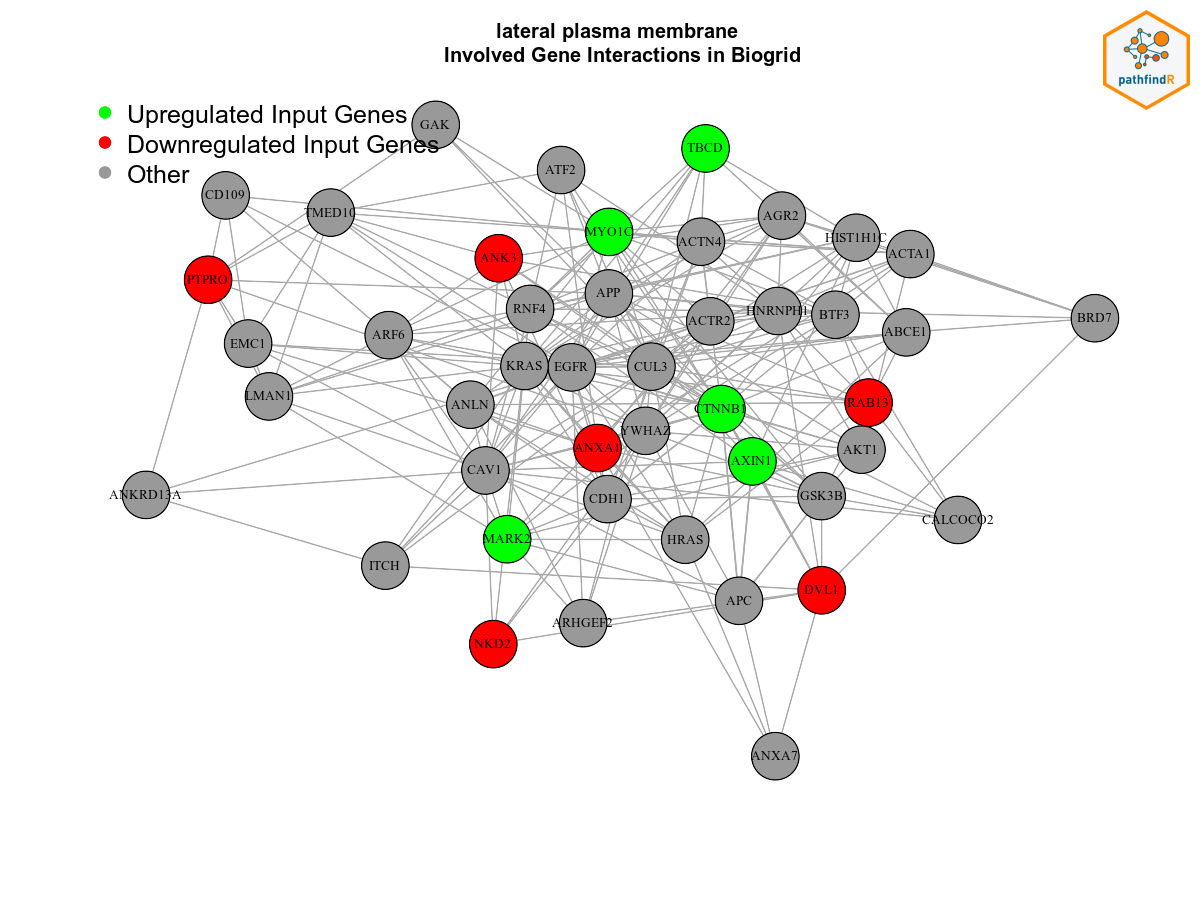 lateral plasma membrane
Involved Gene Interactions in Biogrid
pathfindR
Upregulated Input Genes
Downregulated Input Genes
Other
GAK
TBCD
ATF2
CD109
TMED10
AGR2
MYO1C
ACTN4
HIST1H1C
ACTA1
ANK3
PTPRO
APP
RNF4
HNRNPH1
BTF3
ACTR2
BRD7
ABCE1
ARF6
EMC1
KRAS
EGFR
CUL3
LMAN1
ANLN
CTNNB1
RAB13
YWHAZ
ANXA1
AKT1
AXIN1
CAV1
ANKRD13A
CDH1
GSK3B
CALCOCO2
MARK2
HRAS
ITCH
DVL1
APC
ARHGEF2
NKD2
ANXA7